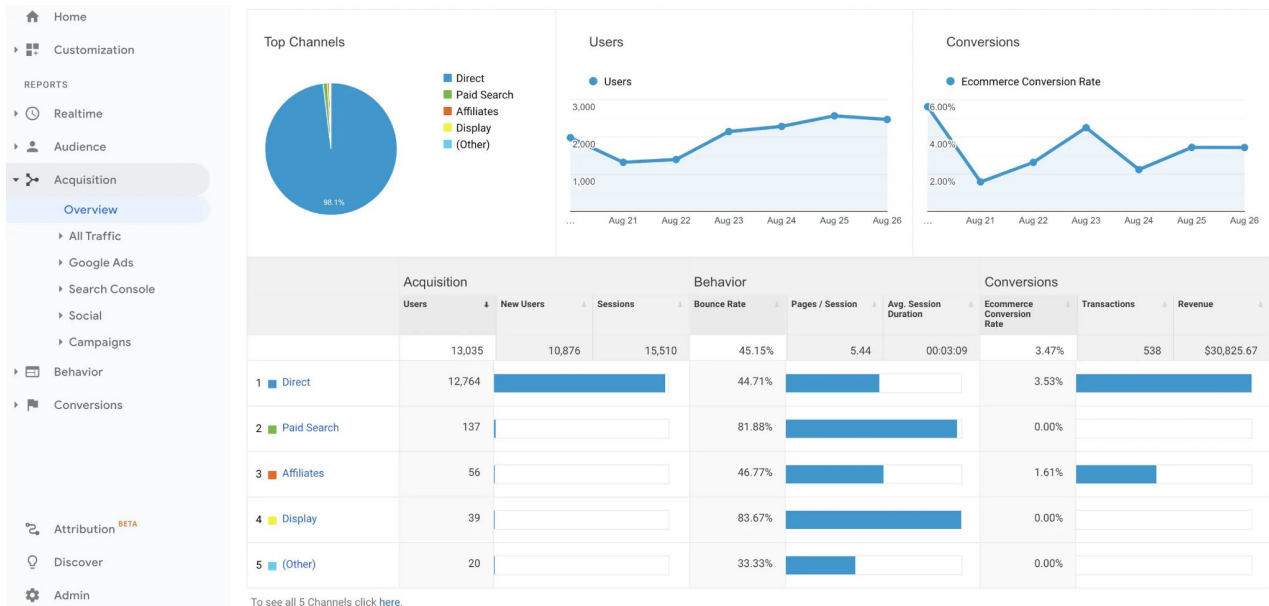 Home
Customization
REPORTS
Realtime
Audience
Acquisition
Overview
All Traffic
Google Ads
Search Console
Social
Campaigns
Behavior
Conversions
Attribution BETA
Discover
Admin
Top Channels
Direct
Paid Search
Affiliates
Display
(Other)
98.1%
Users
Users
3,000
2,000
1,000
... Aug 21 Aug 22 Aug 23 Aug 24 Aug 25 Aug 26
Conversions
Ecommerce Conversion Rate
6.00%
4.00%
2.00%
... Aug 21 Aug 22 Aug 23 Aug 24 Aug 25 Aug 26
Acquisition Behavior Conversions
Users New Users Sessions Bounce Rate Pages / Session Avg. Session Duration Ecommerce Conversion Rate Transactions Revenue
13,035 10,876 15,510 45.15% 5.44 00:03:09 3.47% 538 $30,825.67
1 Direct 12,764 44.71% 3.53%
2 Paid Search 137 81.88% 0.00%
3 Affiliates 56 46.77% 1.61%
4 Display 39 83.67% 0.00%
5 (Other) 20 33.33% 0.00%
To see all 5 Channels click here.